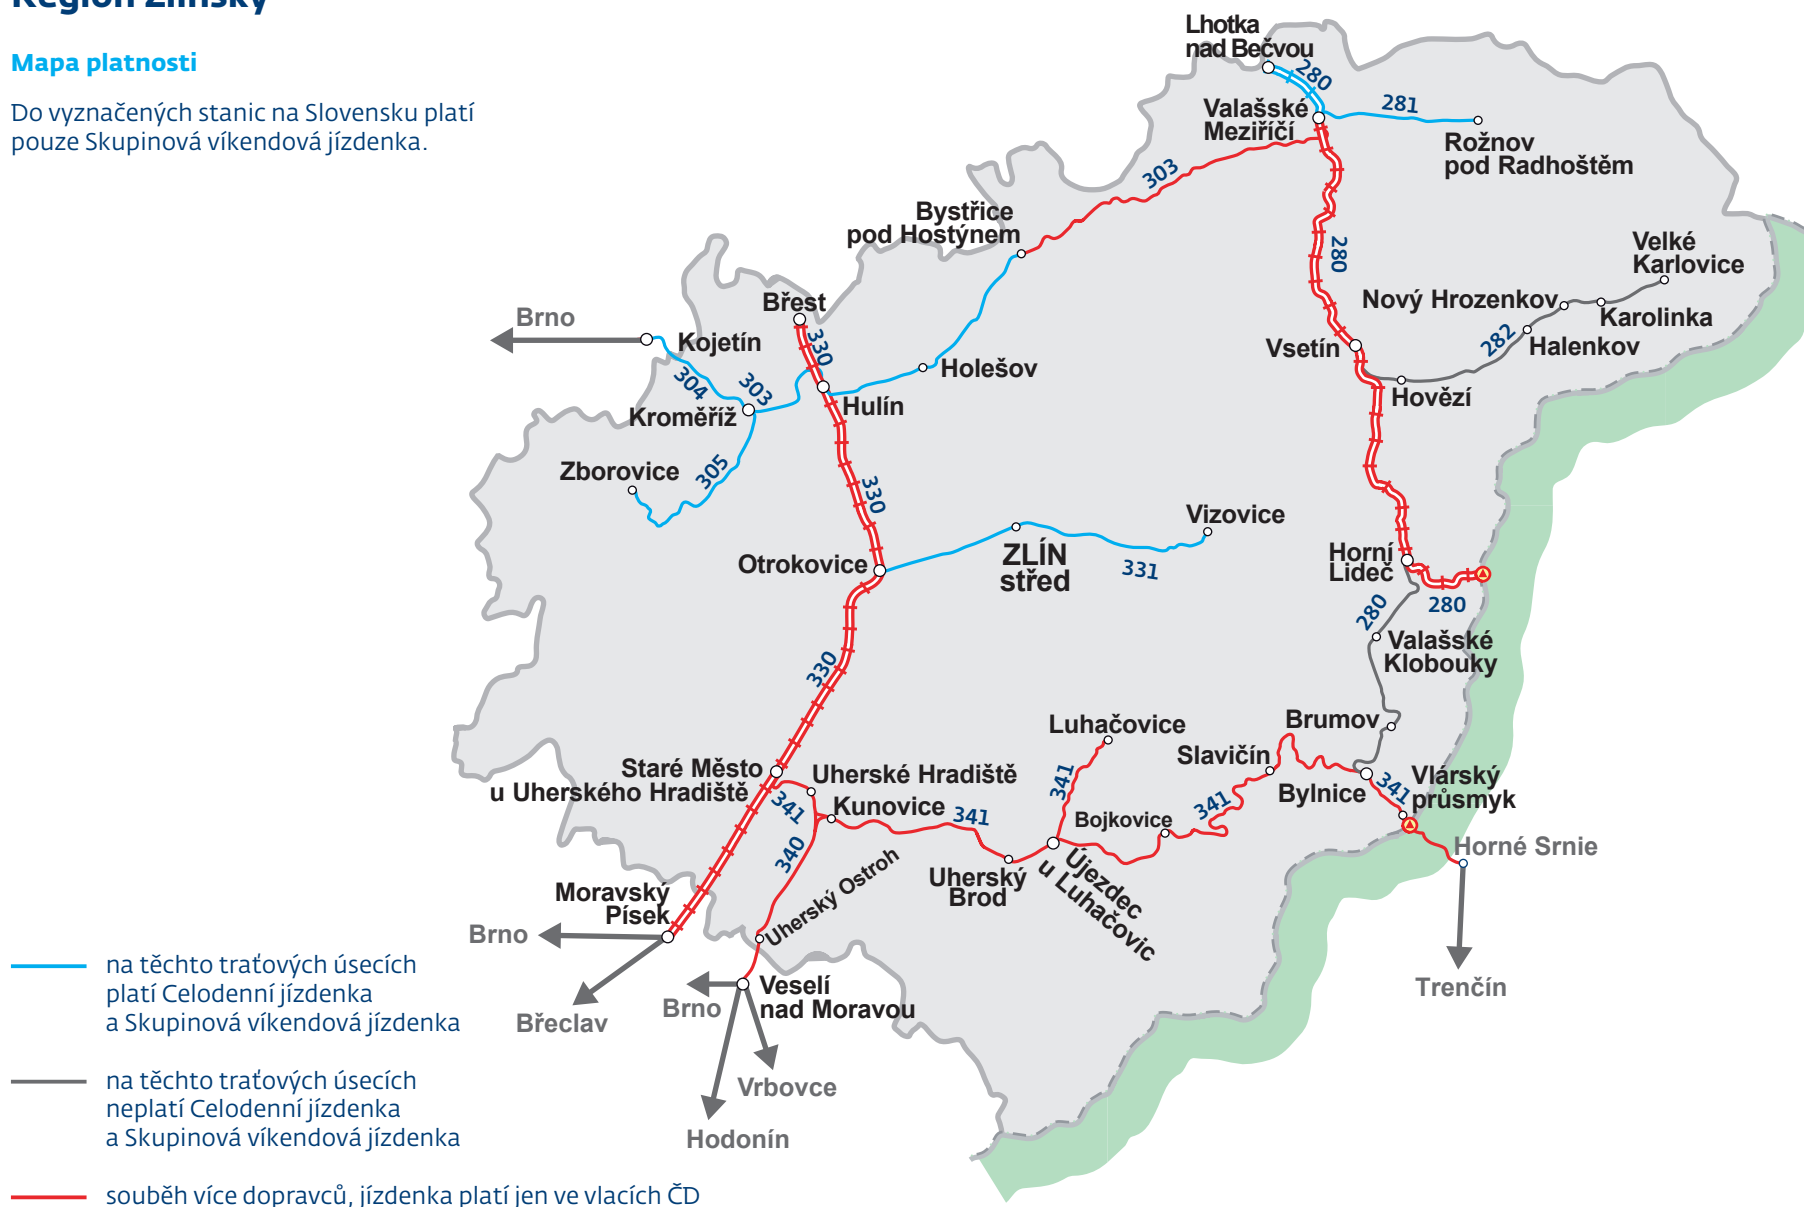 Region Zlínský
Mapa platnosti
Do vyznačených stanic na Slovensku platí
pouze Skupinová víkendová jízdenka.
Lhotka
nad Bečvou
280
Valašské
Meziříčí
281
Rožnov
pod Radhoštěm
303
Bystřice
pod Hostýnem
280
Velké
Karlovice
Nový Hrozenkov
Karolinka
282
Halenkov
Vsetín
Hovězí
Břest
Brno
Kojetín
330
304
303
Holešov
Hulín
Kroměříž
Zborovice
305
330
Vizovice
Otrokovice
ZLÍN
střed
331
Horní
Lideč
280
280
Valašské
Klobouky
330
Luhačovice
Brumov
Slavičín
Staré Město
u Uherského Hradiště
Uherské Hradiště
341
Kunovice
341
341
Bojkovice
341
Bylnice
341
Vlárský
průsmyk
Horné Srnie
340
Uherský Ostroh
Uherský
Brod
Újezdec
u Luhačovic
Moravský
Písek
Brno
Břeclav
Brno
Veselí
nad Moravou
Trenčín
Vrbovce
Hodonín
na těchto traťových úsecích
platí Celodenní jízdenka
a Skupinová víkendová jízdenka
na těchto traťových úsecích
neplatí Celodenní jízdenka
a Skupinová víkendová jízdenka
souběh více dopravců, jízdenka platí jen ve vlacích ČD